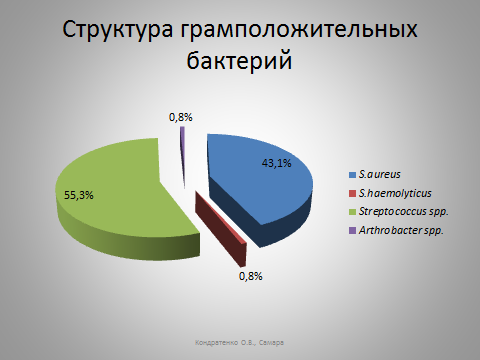 Структура грамположительных
бактерий
0,8%
43,1%
55,3%
0,8%
S.aureus
S.haemolyticus
Streptococcus spp.
Arthrobacter spp.
Кондратенко О.В., Самара